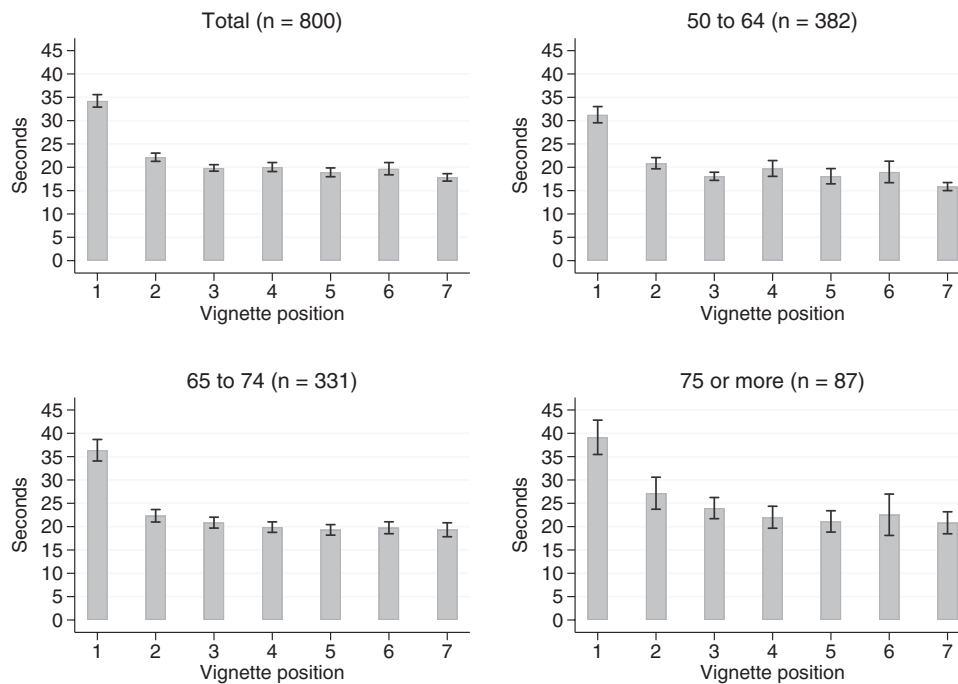 Total (n = 800)
Seconds
45
40
35
30
25
20
15
10
5
0
1 2 3 4 5 6 7
Vignette position
50 to 64 (n = 382)
Seconds
45
40
35
30
25
20
15
10
5
0
1 2 3 4 5 6 7
Vignette position
65 to 74 (n = 331)
Seconds
45
40
35
30
25
20
15
10
5
0
1 2 3 4 5 6 7
Vignette position
75 or more (n = 87)
Seconds
45
40
35
30
25
20
15
10
5
0
1 2 3 4 5 6 7
Vignette position